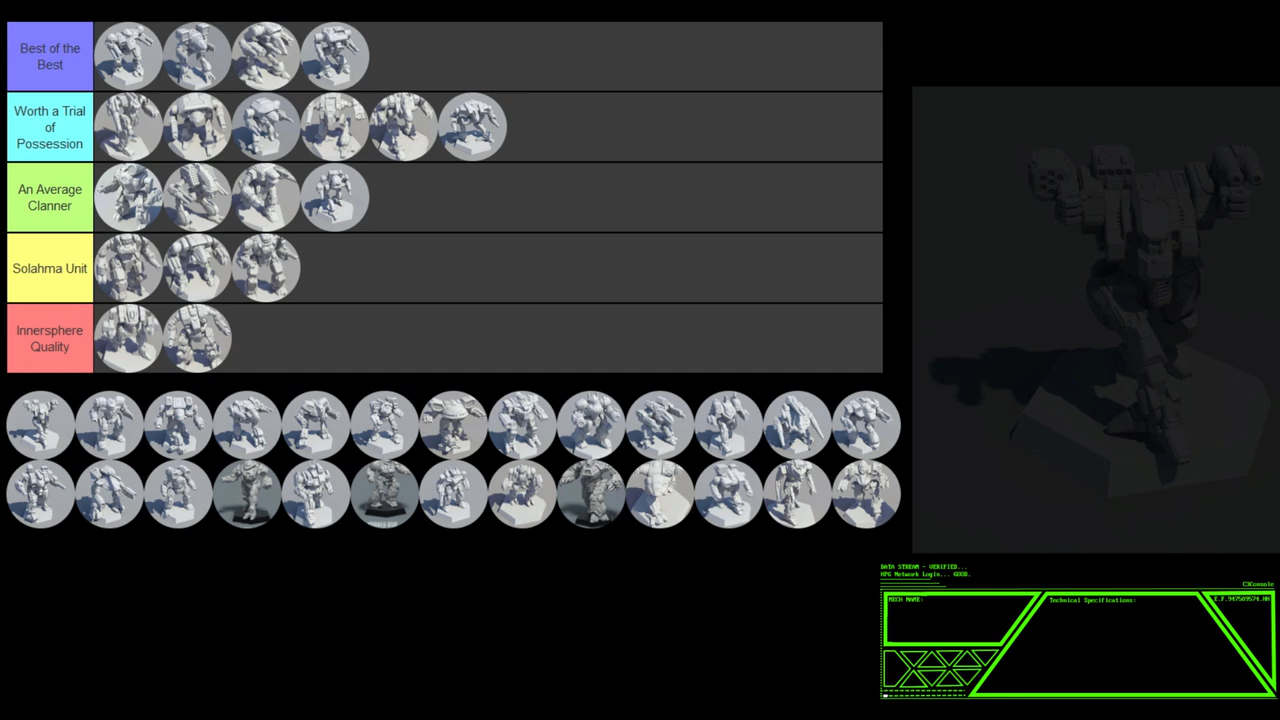 Best of the
Best
Worth a Trial
of
Possession
An Average
Clanner
Solahma Unit
Innersphere
Quality
DATA STREAM - VERIFIED...
HPG Network Login... GOOD.
C3Console
MECH NAME:
Technical Specifications: